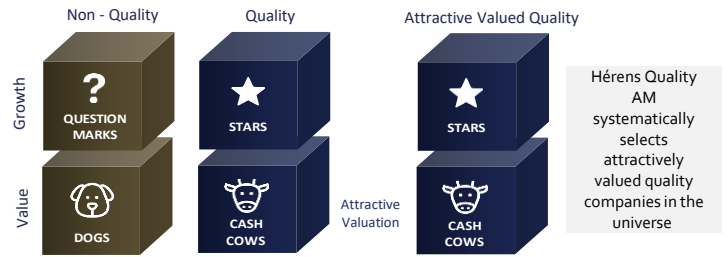 Non - Quality
Quality
Attractive Valued Quality
Growth
?
QUESTION
MARKS
STARS
STARS
Hérens Quality
AM
systematically
selects
attractively
valued quality
companies in the
universe
Value
DOGS
CASH
COWS
Attractive
Valuation
CASH
COWS